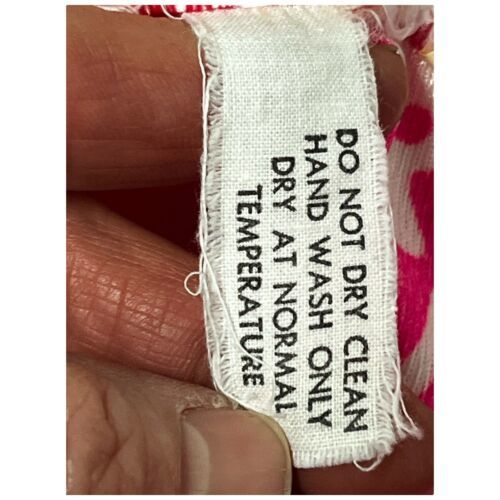 DO NOT DRY CLEAN
HAND WASH ONLY
DRY AT NORMAL
TEMPERATURE